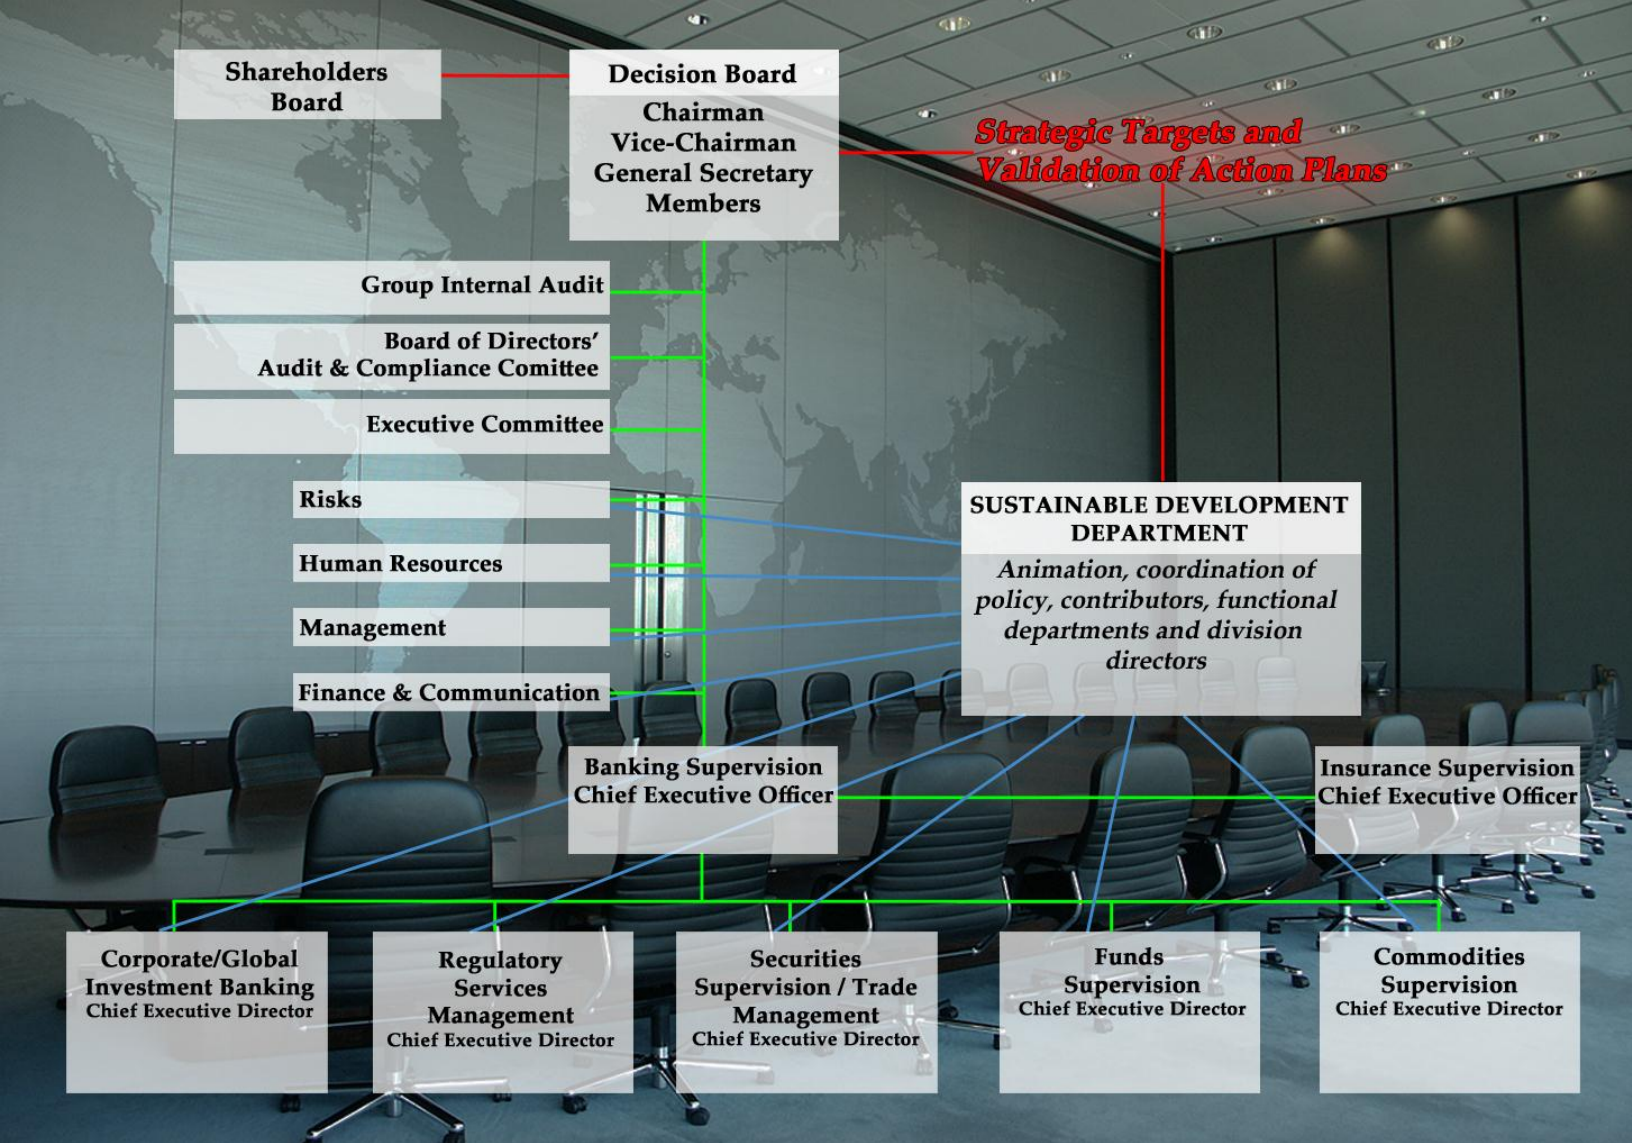 Shareholders
Board
Decision Board
Chairman
Vice-Chairman
General Secretary
Members
Strategic Targets and
Validation of Action Plans
Group Internal Audit
Board of Directors’
Audit & Compliance Comittee
Executive Committee
Risks
Human Resources
Management
Finance & Communication
SUSTAINABLE DEVELOPMENT
DEPARTMENT
Animation, coordination of
policy, contributors, functional
departments and division
directors
Banking Supervision
Chief Executive Officer
Insurance Supervision
Chief Executive Officer
Corporate/Global
Investment Banking
Chief Executive Director
Regulatory
Services
Management
Chief Executive Director
Securities
Supervision / Trade
Management
Chief Executive Director
Funds
Supervision
Chief Executive Director
Commodities
Supervision
Chief Executive Director